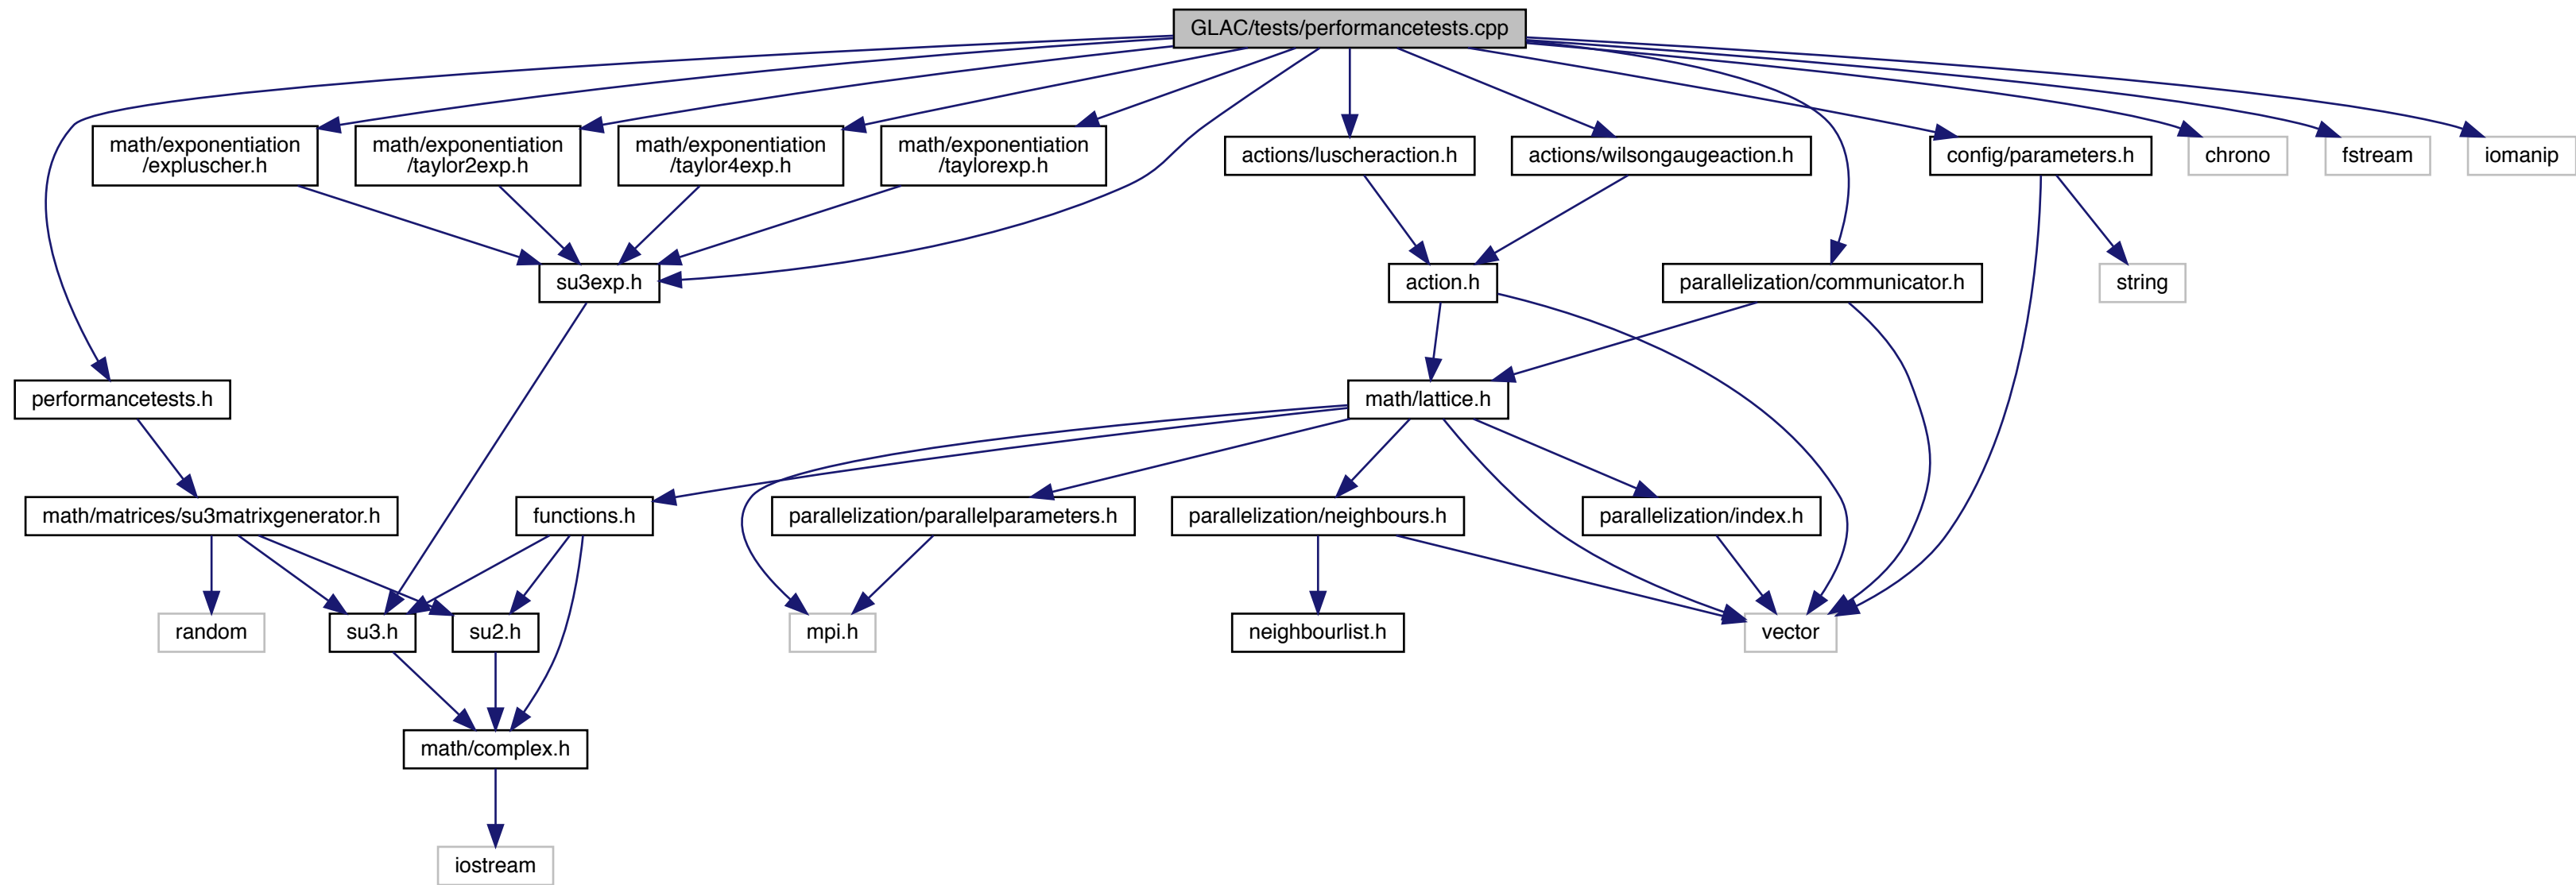 GLAC/tests/performancetests.cpp
math/exponentiation
/expluscher.h
math/exponentiation
/taylor2exp.h
math/exponentiation
/taylor4exp.h
math/exponentiation
/taylorexp.h
actions/luscheraction.h
actions/wilsongaugeaction.h
config/parameters.h
chrono
fstream
iomanip
su3exp.h
action.h
parallelization/communicator.h
string
performancetests.h
math/lattice.h
math/matrices/su3matrixgenerator.h
functions.h
parallelization/parallelparameters.h
parallelization/neighbours.h
parallelization/index.h
random
su3.h
su2.h
mpi.h
neighbourlist.h
vector
math/complex.h
iostream